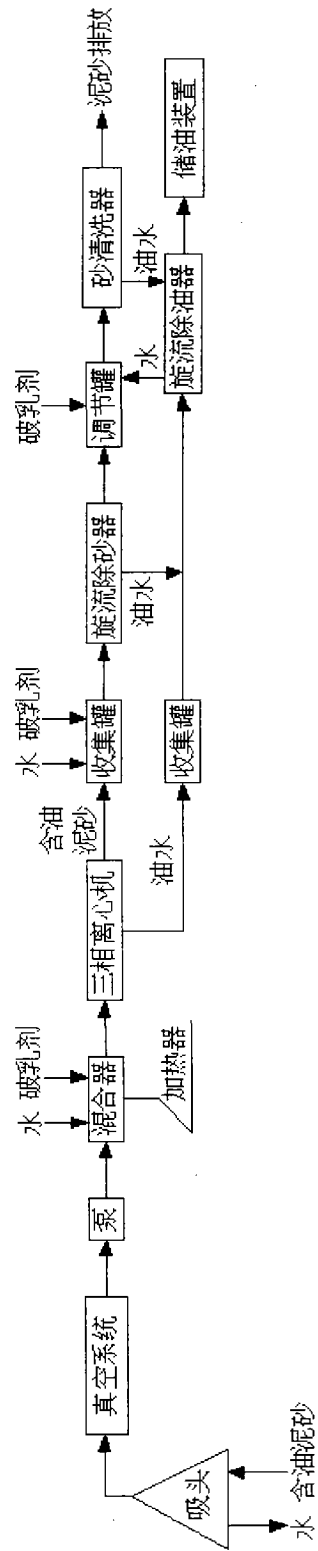 水
含油泥砂
吸头
真空系统
泵
水
破乳剂
混合器
加热器
三相离心机
含油
泥砂
油水
水
破乳剂
收集罐
收集罐
旋流除砂器
油水
破乳剂
调节罐
水
旋流除油器
砂清洗器
油水
泥砂排放
储油装置